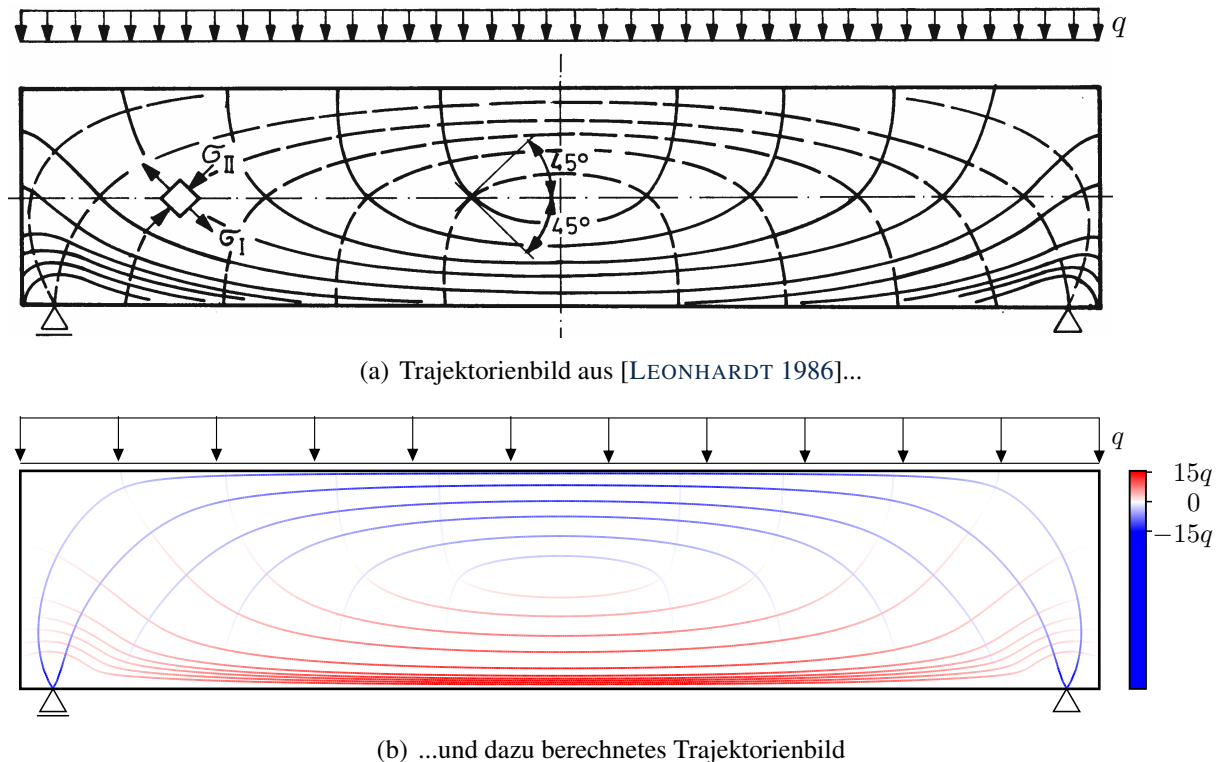 q
σII
45°
45°
σI
(a) Trajektorienbild aus [LEONHARDT 1986]...
q
15q
0
−15q
(b) ...und dazu berechnetes Trajektorienbild